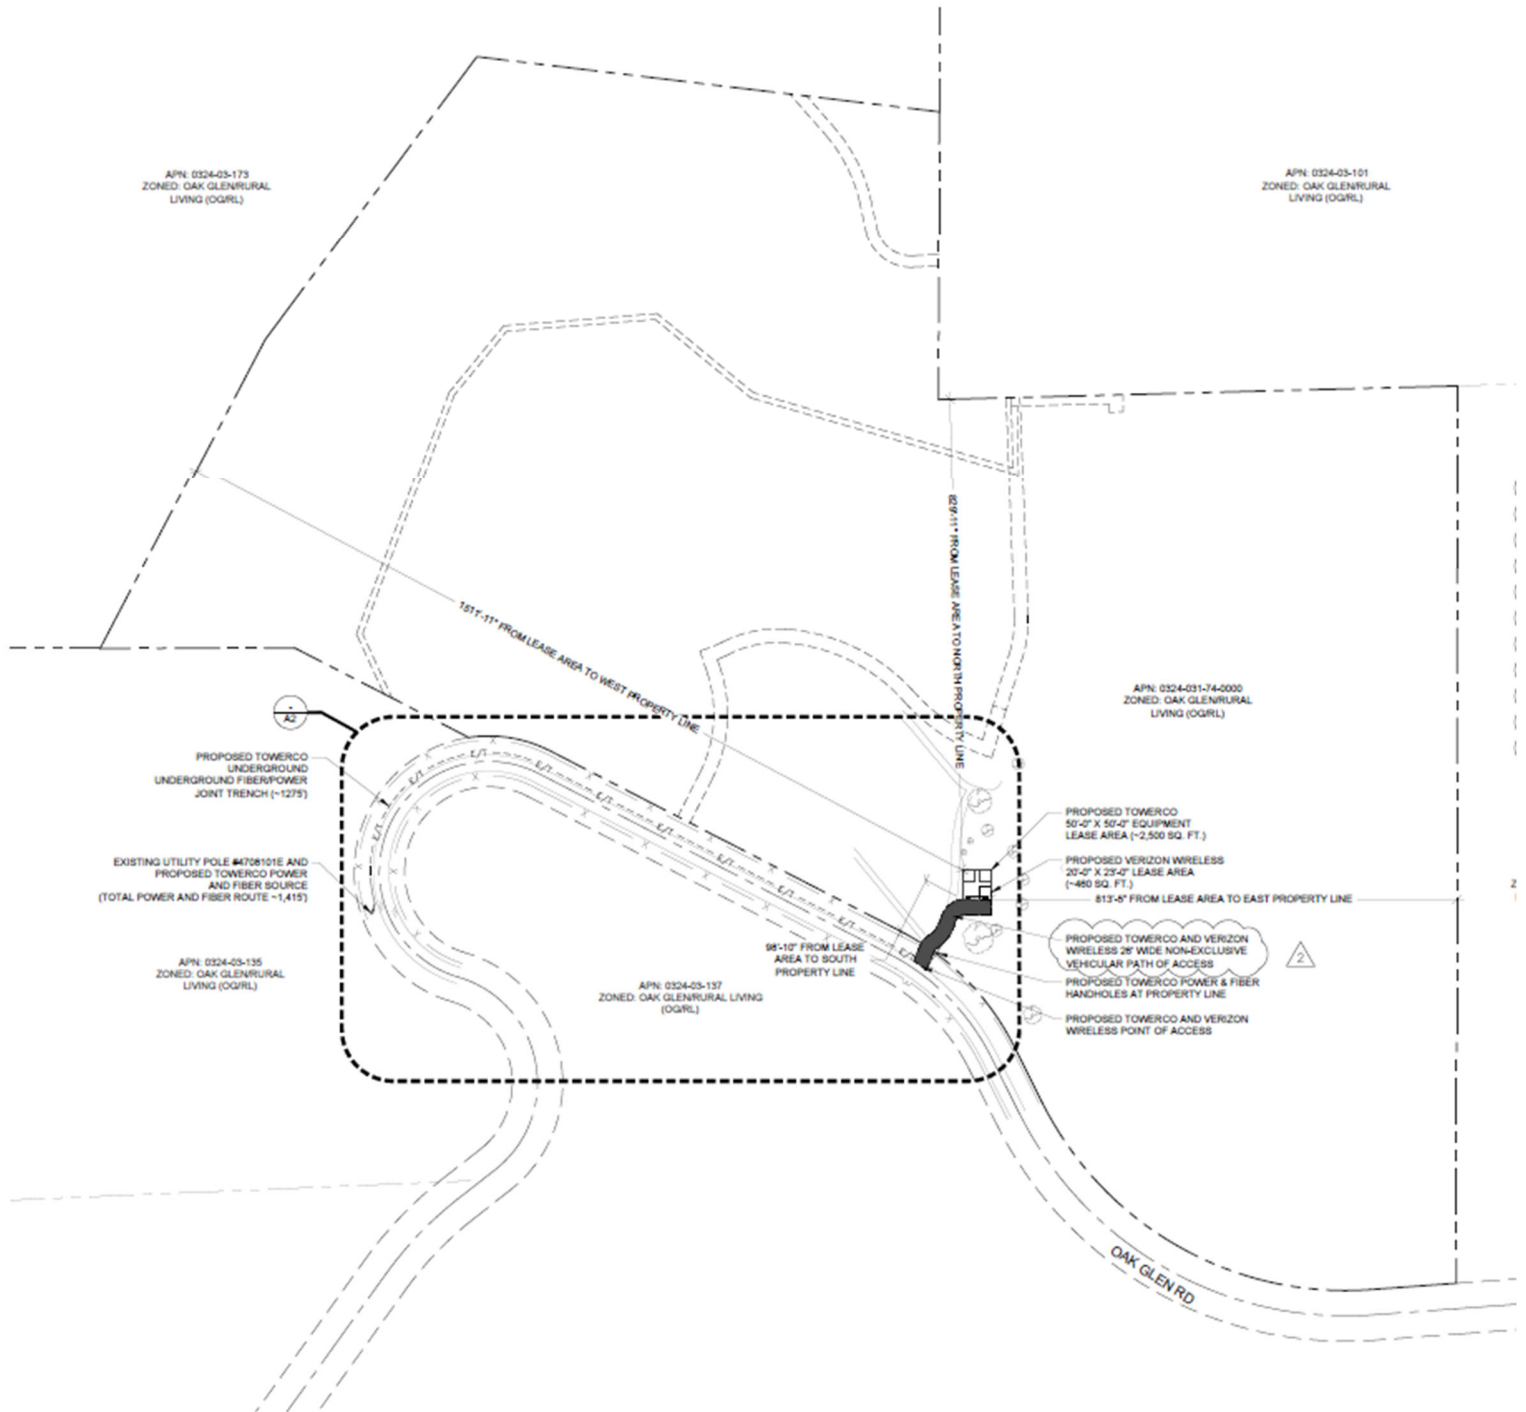 APN: 0324-03-173
ZONED: OAK GLEN/RURAL
LIVING (OG/RL)
APN: 0324-03-101
ZONED: OAK GLEN/RURAL
LIVING (OG/RL)
829'-11" FROM LEASE AREA TO NORTH PROPERTY LINE
1511'-11" FROM LEASE AREA TO WEST PROPERTY LINE
APN: 0324-031-74-0000
ZONED: OAK GLEN/RURAL
LIVING (OG/RL)
-
A2
PROPOSED TOWERCO
UNDERGROUND
UNDERGROUND FIBER/POWER
JOINT TRENCH (~1275')
EXISTING UTILITY POLE #4708101E AND
PROPOSED TOWERCO POWER
AND FIBER SOURCE
(TOTAL POWER AND FIBER ROUTE ~1,415')
PROPOSED TOWERCO
50'-0" X 50'-0" EQUIPMENT
LEASE AREA (~2,500 SQ. FT.)
PROPOSED VERIZON WIRELESS
20'-0" X 23'-0" LEASE AREA
(~460 SQ. FT.)
813'-8" FROM LEASE AREA TO EAST PROPERTY LINE
PROPOSED TOWERCO AND VERIZON
WIRELESS 26' WIDE NON-EXCLUSIVE
VEHICULAR PATH OF ACCESS
2
PROPOSED TOWERCO POWER & FIBER
HANDHOLES AT PROPERTY LINE
PROPOSED TOWERCO AND VERIZON
WIRELESS POINT OF ACCESS
98'-10" FROM LEASE
AREA TO SOUTH
PROPERTY LINE
APN: 0324-03-135
ZONED: OAK GLEN/RURAL
LIVING (OG/RL)
APN: 0324-03-137
ZONED: OAK GLEN/RURAL LIVING
(OG/RL)
OAK GLEN RD